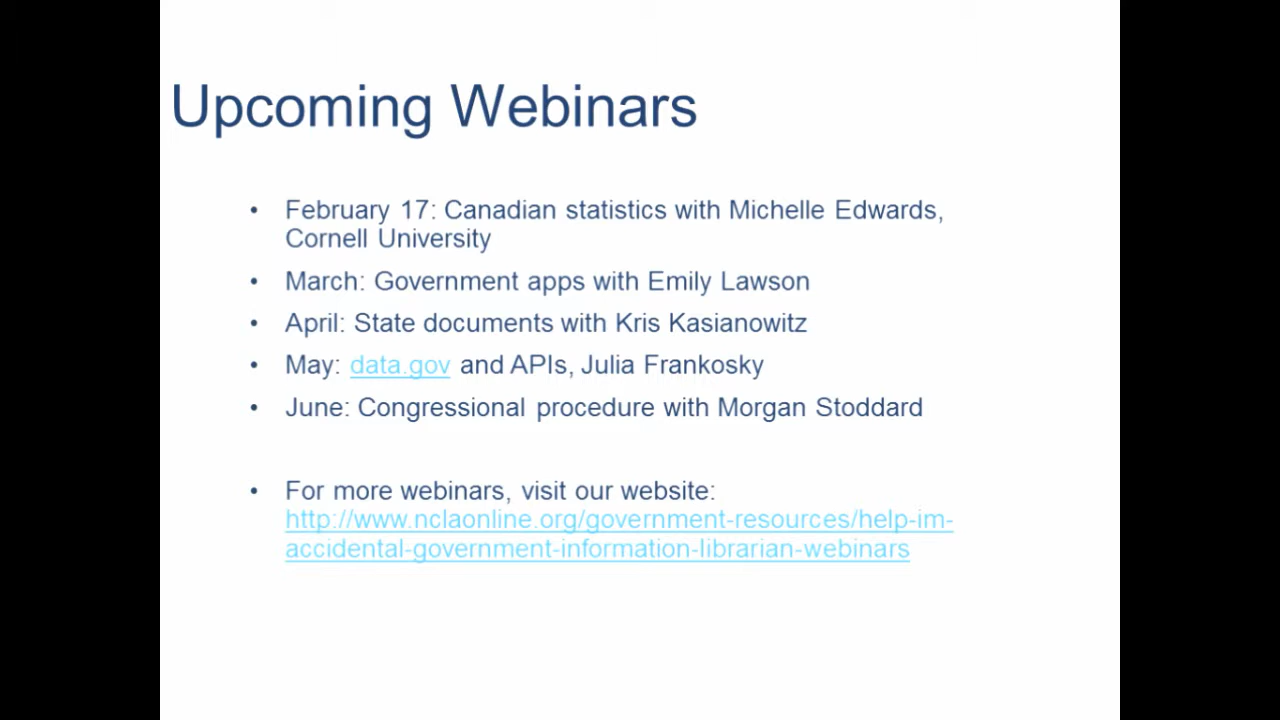 Upcoming Webinars
• February 17: Canadian statistics with Michelle Edwards,
Cornell University
• March: Government apps with Emily Lawson
• April: State documents with Kris Kasianowitz
• May: data.gov and APIs, Julia Frankosky
• June: Congressional procedure with Morgan Stoddard
• For more webinars, visit our website:
http://www.nclaonline.org/government-resources/help-im-
accidental-government-information-librarian-webinars